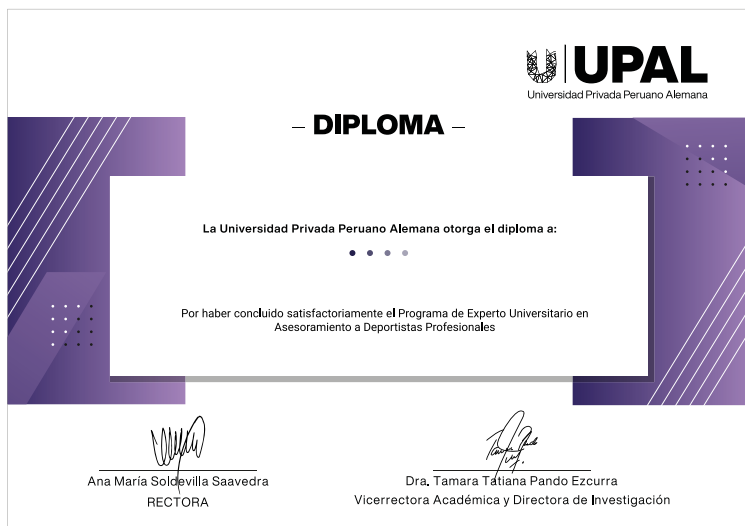 UPAL
Universidad Privada Peruano Alemana
– DIPLOMA –
La Universidad Privada Peruano Alemana otorga el diploma a:
Por haber concluido satisfactoriamente el Programa de Experto Universitario en
Asesoramiento a Deportistas Profesionales
Ana María Soldevilla Saavedra
RECTORA
Dra. Tamara Tatiana Pando Ezcurra
Vicerrectora Académica y Directora de Investigación